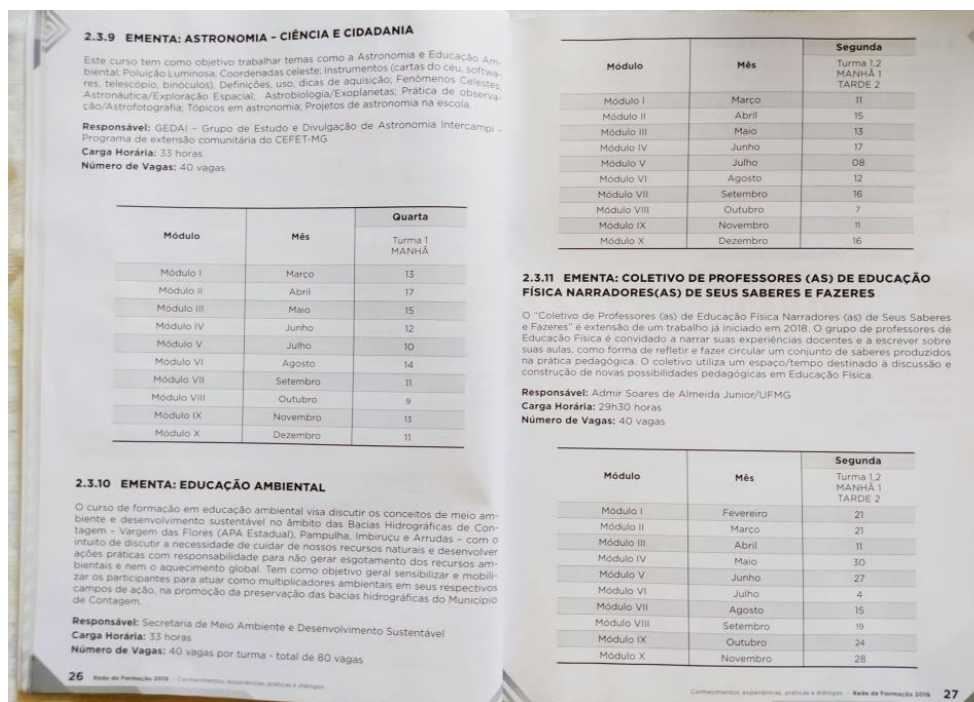 2.3.9 EMENTA: ASTRONOMIA – CIÊNCIA E CIDADANIA
Este curso tem como objetivo trabalhar temas como a Astronomia e Educação Am-
biental; Poluição Luminosa; Coordenadas celeste; Instrumentos (cartas do céu, softwa-
res, telescópio, binóculos), Definições, uso, dicas de aquisição; Fenômenos Celestes;
Astronáutica/Exploração Espacial; Astrobiologia/Exoplanetas; Prática de observa-
ção/Astrofotografia; Tópicos em astronomia; Projetos de astronomia na escola.
Responsável: GEDAI – Grupo de Estudo e Divulgação de Astronomia Intercampi -
Programa de extensão comunitária do CEFET-MG
Carga Horária: 33 horas
Número de Vagas: 40 vagas
Módulo Mês Quarta
Turma 1
MANHÃ
Módulo I Março 13
Módulo II Abril 17
Módulo III Maio 15
Módulo IV Junho 12
Módulo V Julho 10
Módulo VI Agosto 14
Módulo VII Setembro 11
Módulo VIII Outubro 9
Módulo IX Novembro 13
Módulo X Dezembro 11
2.3.10 EMENTA: EDUCAÇÃO AMBIENTAL
O curso de formação em educação ambiental visa discutir os conceitos de meio am-
biente e desenvolvimento sustentável no âmbito das Bacias Hidrográficas de Con-
tagem – Vargem das Flores (APA Estadual), Pampulha, Imbiruçu e Arrudas – com o
intuito de discutir a necessidade de cuidar de nossos recursos naturais e desenvolver
ações práticas com responsabilidade para não gerar esgotamento dos recursos am-
bientais e nem o aquecimento global. Tem como objetivo geral sensibilizar e mobili-
zar os participantes para atuar como multiplicadores ambientais em seus respectivos
campos de ação, na promoção da preservação das bacias hidrográficas do Município
de Contagem.
Responsável: Secretaria de Meio Ambiente e Desenvolvimento Sustentável
Carga Horária: 33 horas
Número de Vagas: 40 vagas por turma - total de 80 vagas
26 Rede de Formação 2019 - Conhecimentos, experiências, práticas e diálogos
Módulo Mês Segunda
Turma 1,2
MANHÃ 1
TARDE 2
Módulo I Março 11
Módulo II Abril 15
Módulo III Maio 13
Módulo IV Junho 17
Módulo V Julho 08
Módulo VI Agosto 12
Módulo VII Setembro 16
Módulo VIII Outubro 7
Módulo IX Novembro 11
Módulo X Dezembro 16
2.3.11 EMENTA: COLETIVO DE PROFESSORES (AS) DE EDUCAÇÃO
FÍSICA NARRADORES(AS) DE SEUS SABERES E FAZERES
O "Coletivo de Professores (as) de Educação Física Narradores (as) de Seus Saberes
e Fazeres" é extensão de um trabalho já iniciado em 2018. O grupo de professores de
Educação Física é convidado a narrar suas experiências docentes e a escrever sobre
suas aulas, como forma de refletir e fazer circular um conjunto de saberes produzidos
na prática pedagógica. O coletivo utiliza um espaço/tempo destinado à discussão e
construção de novas possibilidades pedagógicas em Educação Física.
Responsável: Admir Soares de Almeida Junior/UFMG
Carga Horária: 29h30 horas
Número de Vagas: 40 vagas
Módulo Mês Segunda
Turma 1,2
MANHÃ 1
TARDE 2
Módulo I Fevereiro 21
Módulo II Março 21
Módulo III Abril 11
Módulo IV Maio 30
Módulo V Junho 27
Módulo VI Julho 4
Módulo VII Agosto 15
Módulo VIII Setembro 19
Módulo IX Outubro 24
Módulo X Novembro 28
Conhecimentos, experiências, práticas e diálogos - Rede de Formação 2019 27